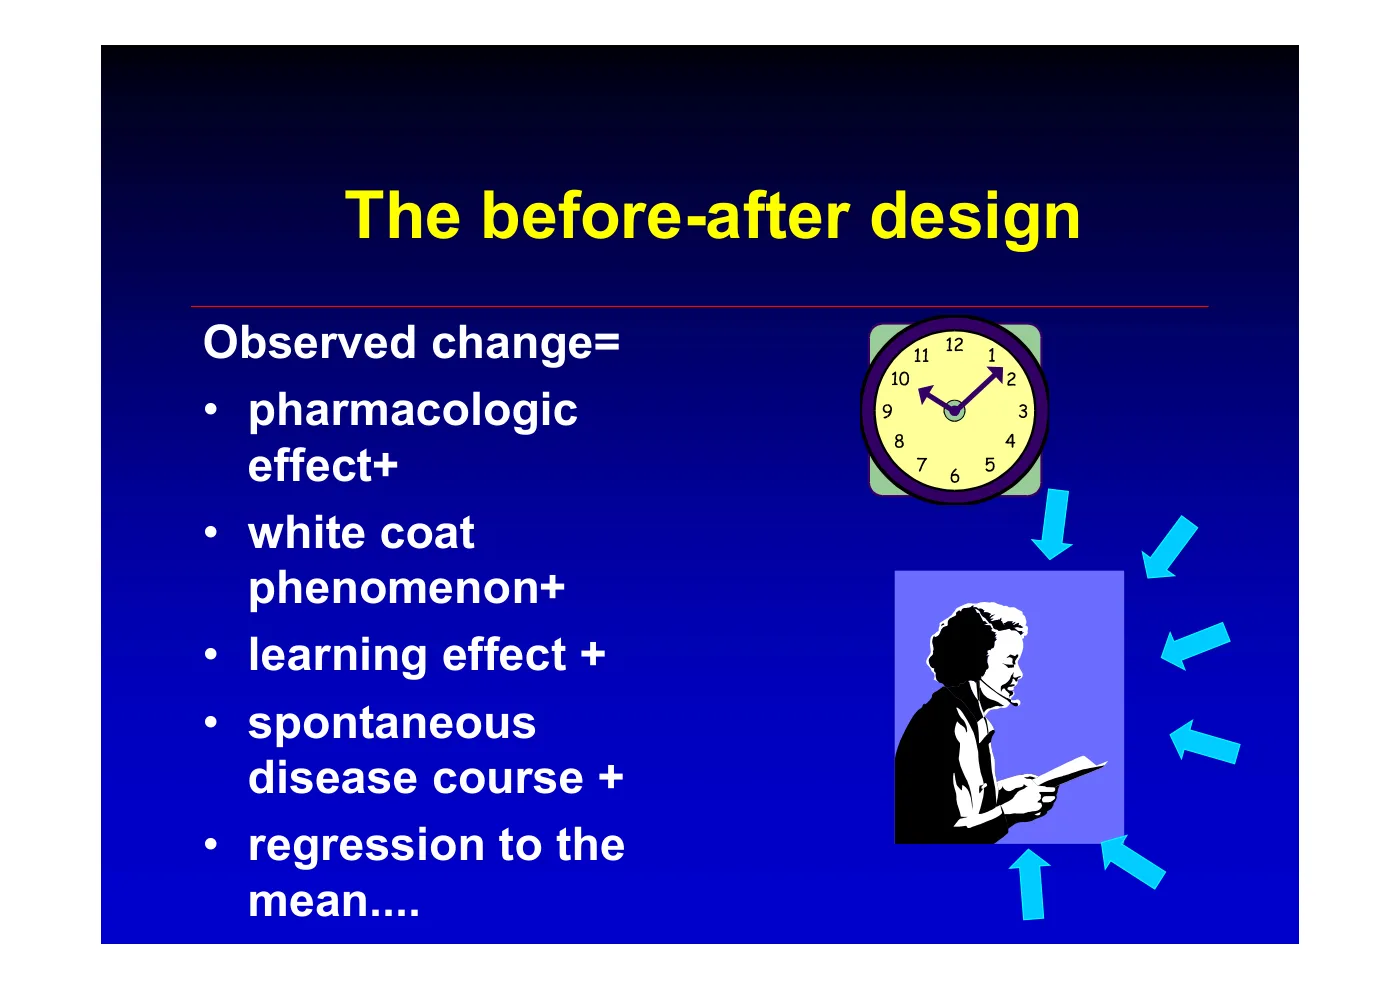 The before-after design
Observed change=
• pharmacologic
effect+
• white coat
phenomenon+
• learning effect +
• spontaneous
disease course +
• regression to the
mean....
12
11
1
10
2
9
3
8
4
7
5
6